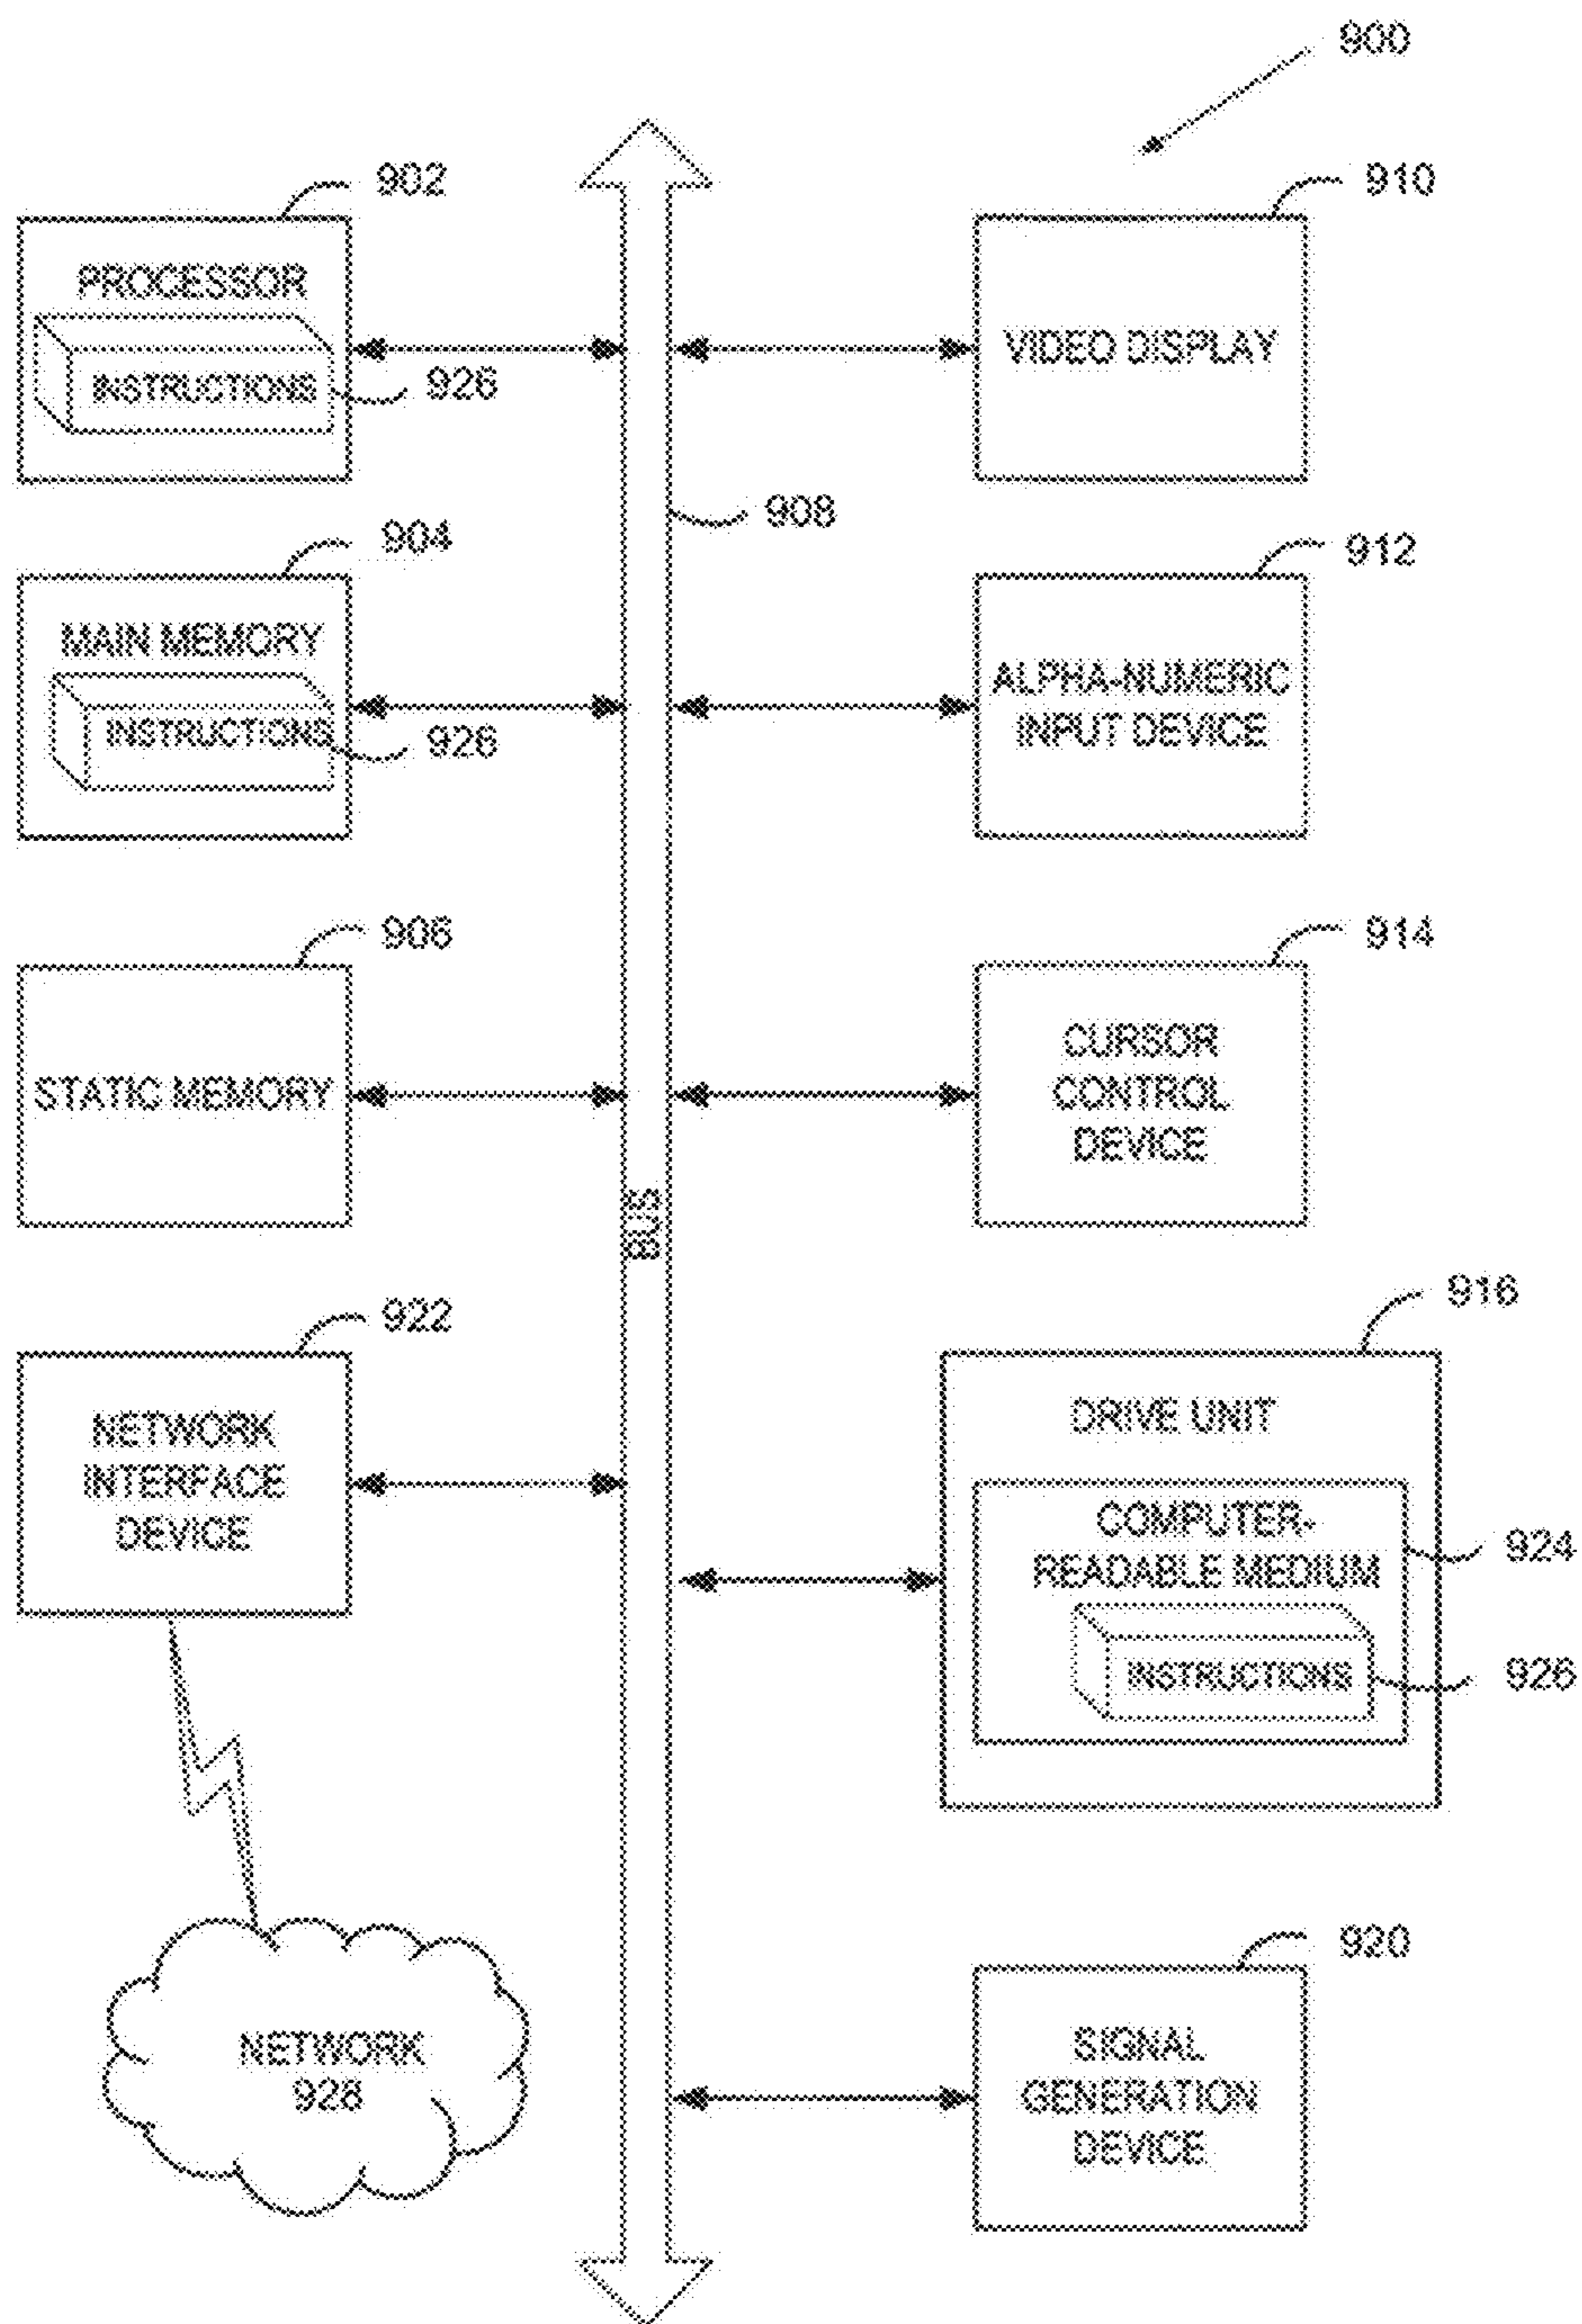 900
902
PROCESSOR
INSTRUCTIONS
926
910
VIDEO DISPLAY
908
904
MAIN MEMORY
INSTRUCTIONS
926
912
ALPHA-NUMERIC
INPUT DEVICE
906
STATIC MEMORY
914
CURSOR
CONTROL
DEVICE
BUS
922
NETWORK
INTERFACE
DEVICE
916
DRIVE UNIT
COMPUTER-
READABLE MEDIUM
924
INSTRUCTIONS
926
NETWORK
928
920
SIGNAL
GENERATION
DEVICE